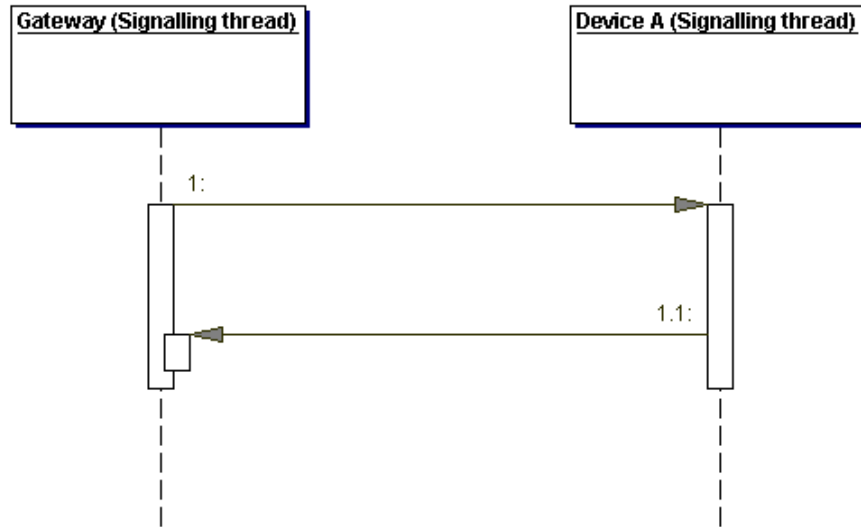 Gateway (Signalling thread)
Device A (Signalling thread)
1:
1.1: